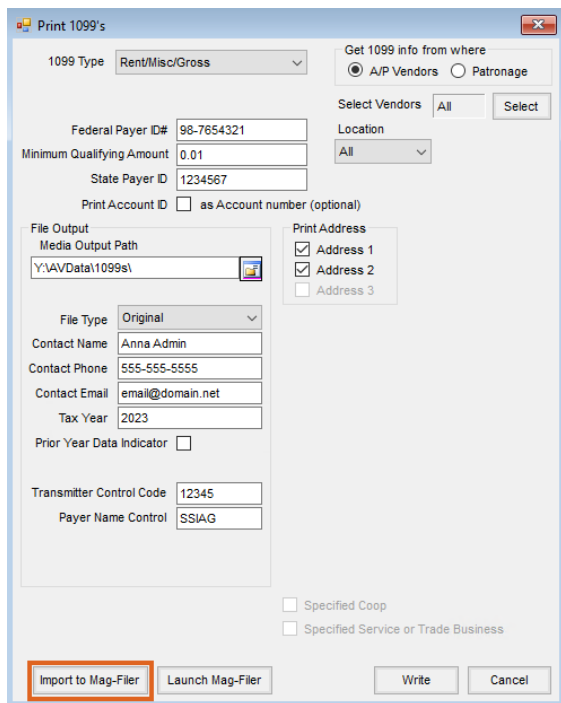 Print 1099's
1099 Type Rent/Misc/Gross
Get 1099 info from where
A/P Vendors Patronage
Select Vendors All Select
Federal Payer ID# 98-7654321
Location
Minimum Qualifying Amount 0.01
All
State Payer ID 1234567
Print Account ID as Account number (optional)
File Output
Print Address
Media Output Path
Address 1
Y:\AVData\1099s\
Address 2
Address 3
File Type Original
Contact Name Anna Admin
Contact Phone 555-555-5555
Contact Email email@domain.net
Tax Year 2023
Prior Year Data Indicator
Transmitter Control Code 12345
Payer Name Control SSIAG
Specified Coop
Specified Service or Trade Business
Import to Mag-Filer Launch Mag-Filer Write Cancel